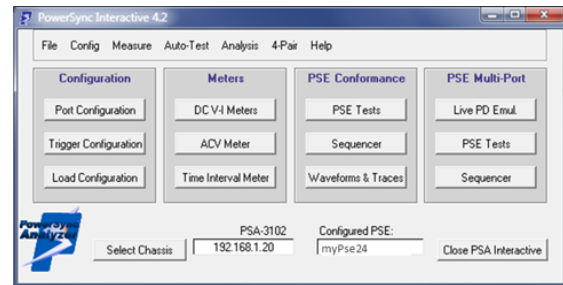 PowerSync Interactive 4.2
File Config Measure Auto-Test Analysis 4-Pair Help
Configuration Meters PSE Conformance PSE Multi-Port
Port Configuration DC V-I Meters PSE Tests Live PD Emul.
Trigger Configuration ACV Meter Sequencer PSE Tests
Load Configuration Time Interval Meter Waveforms & Traces Sequencer
PowerSync
Analyzer
PSA-3102 Configured PSE:
Select Chassis 192.168.1.20 myPse24 Close PSA Interactive